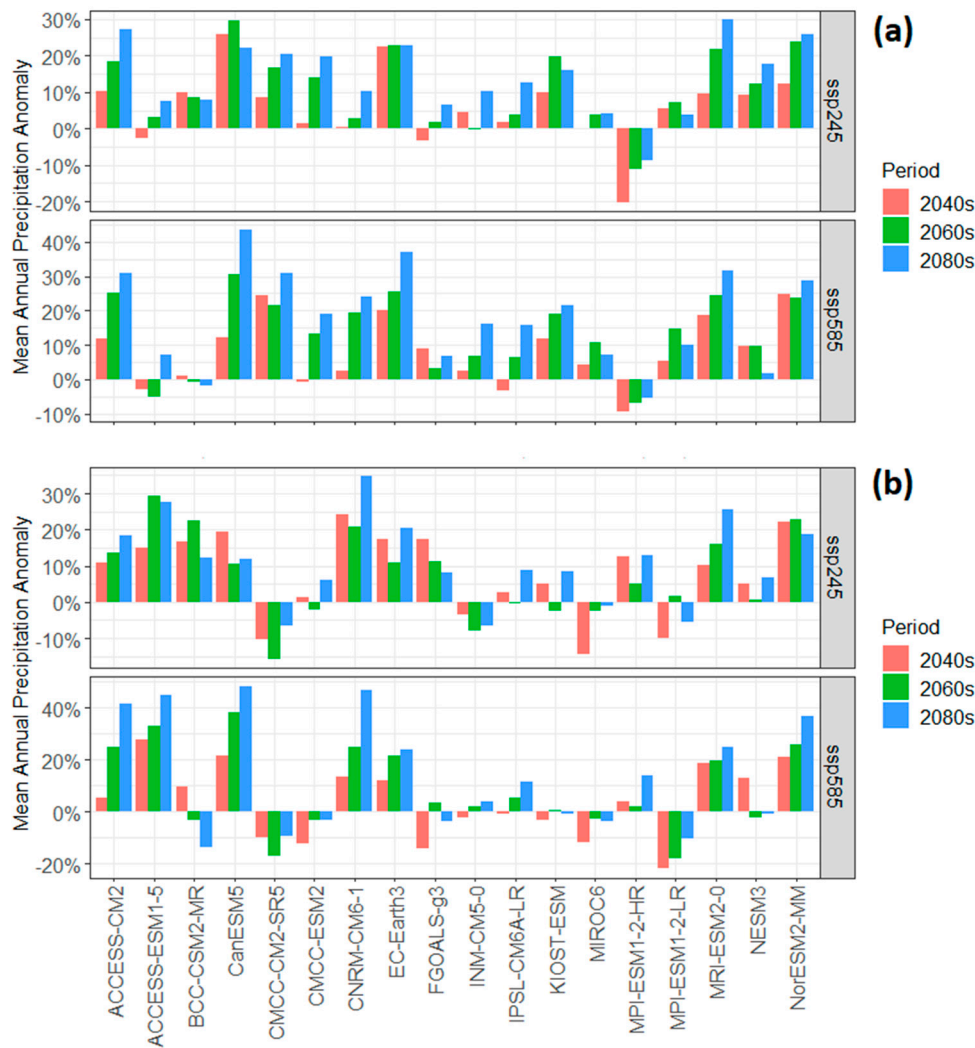 (a)
Mean Annual Precipitation Anomaly
30%
20%
10%
0%
-10%
-20%
ssp245
40%
30%
20%
10%
0%
-10%
ssp585
Period
2040s
2060s
2080s
(b)
Mean Annual Precipitation Anomaly
30%
20%
10%
0%
-10%
ssp245
40%
20%
0%
-20%
ssp585
Period
2040s
2060s
2080s
ACCESS-CM2
ACCESS-ESM1-5
BCC-CSM2-MR
CanESM5
CMCC-CM2-SR5
CMCC-ESM2
CNRM-CM6-1
EC-Earth3
FGOALS-g3
INM-CM5-0
IPSL-CM6A-LR
KIOST-ESM
MIROC6
MPI-ESM1-2-HR
MPI-ESM1-2-LR
MRI-ESM2-0
NESM3
NorESM2-MM